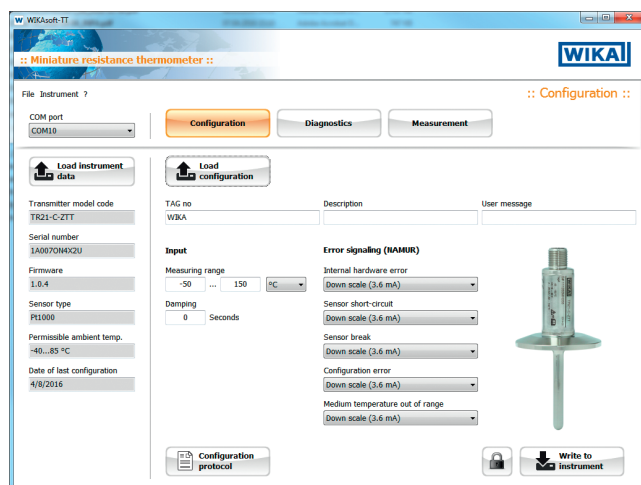 WIKAsoft-TT
:: Miniature resistance thermometer ::
WIKA
File Instrument ?
:: Configuration ::
COM port
COM10
Configuration
Diagnostics
Measurement
Load instrument
data
Load
configuration
Transmitter model code
TR21-C-ZTT
TAG no
Description
User message
WIKA
Serial number
1A007ON4X2U
Input
Error signaling (NAMUR)
Firmware
1.0.4
Measuring range
-50 ... 150 °C
Internal hardware error
Down scale (3.6 mA)
Sensor type
Pt1000
Damping
0 Seconds
Sensor short-circuit
Down scale (3.6 mA)
Permissible ambient temp.
-40...85 °C
Sensor break
Down scale (3.6 mA)
Date of last configuration
4/8/2016
Configuration error
Down scale (3.6 mA)
Medium temperature out of range
Down scale (3.6 mA)
Configuration
protocol
Write to
instrument